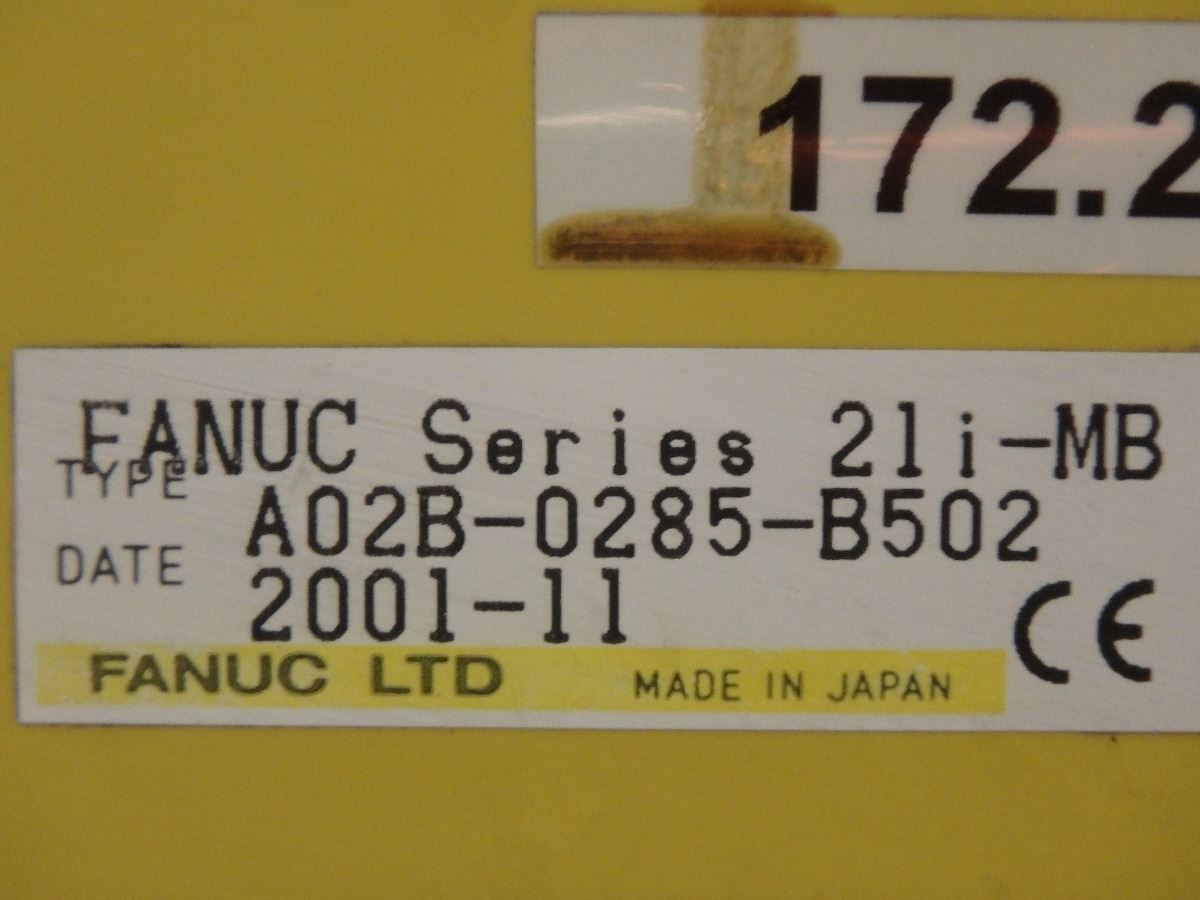 172.2
FANUC Series 21i-MB
TYPE A02B-0285-B502
DATE 2001-11
CE
FANUC LTD MADE IN JAPAN